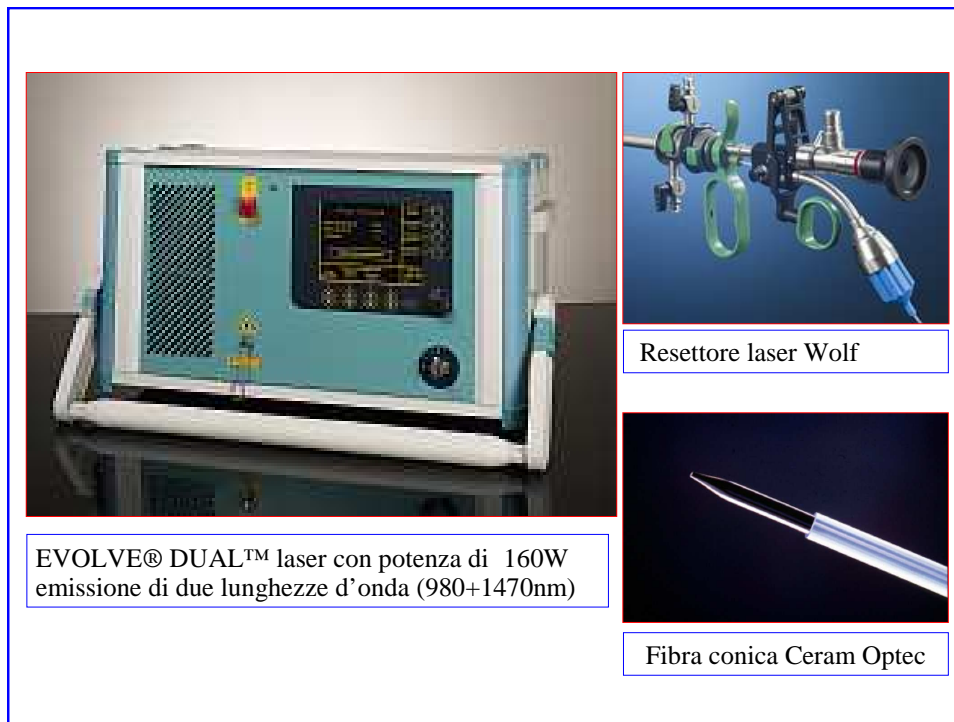 Resettore laser Wolf
EVOLVE® DUAL™ laser con potenza di 160W
emissione di due lunghezze d’onda (980+1470nm)
Fibra conica Ceram Optec